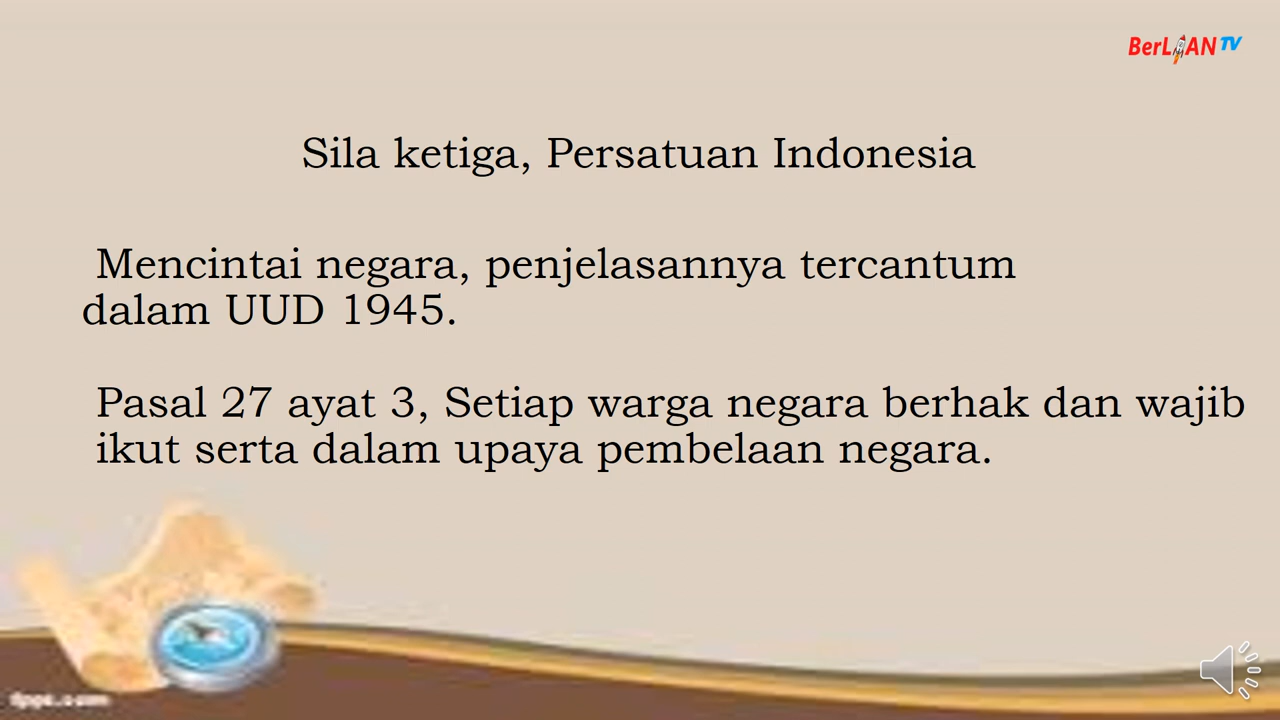 BerLIAN TV
Sila ketiga, Persatuan Indonesia
Mencintai negara, penjelasannya tercantum
dalam UUD 1945.
Pasal 27 ayat 3, Setiap warga negara berhak dan wajib
ikut serta dalam upaya pembelaan negara.